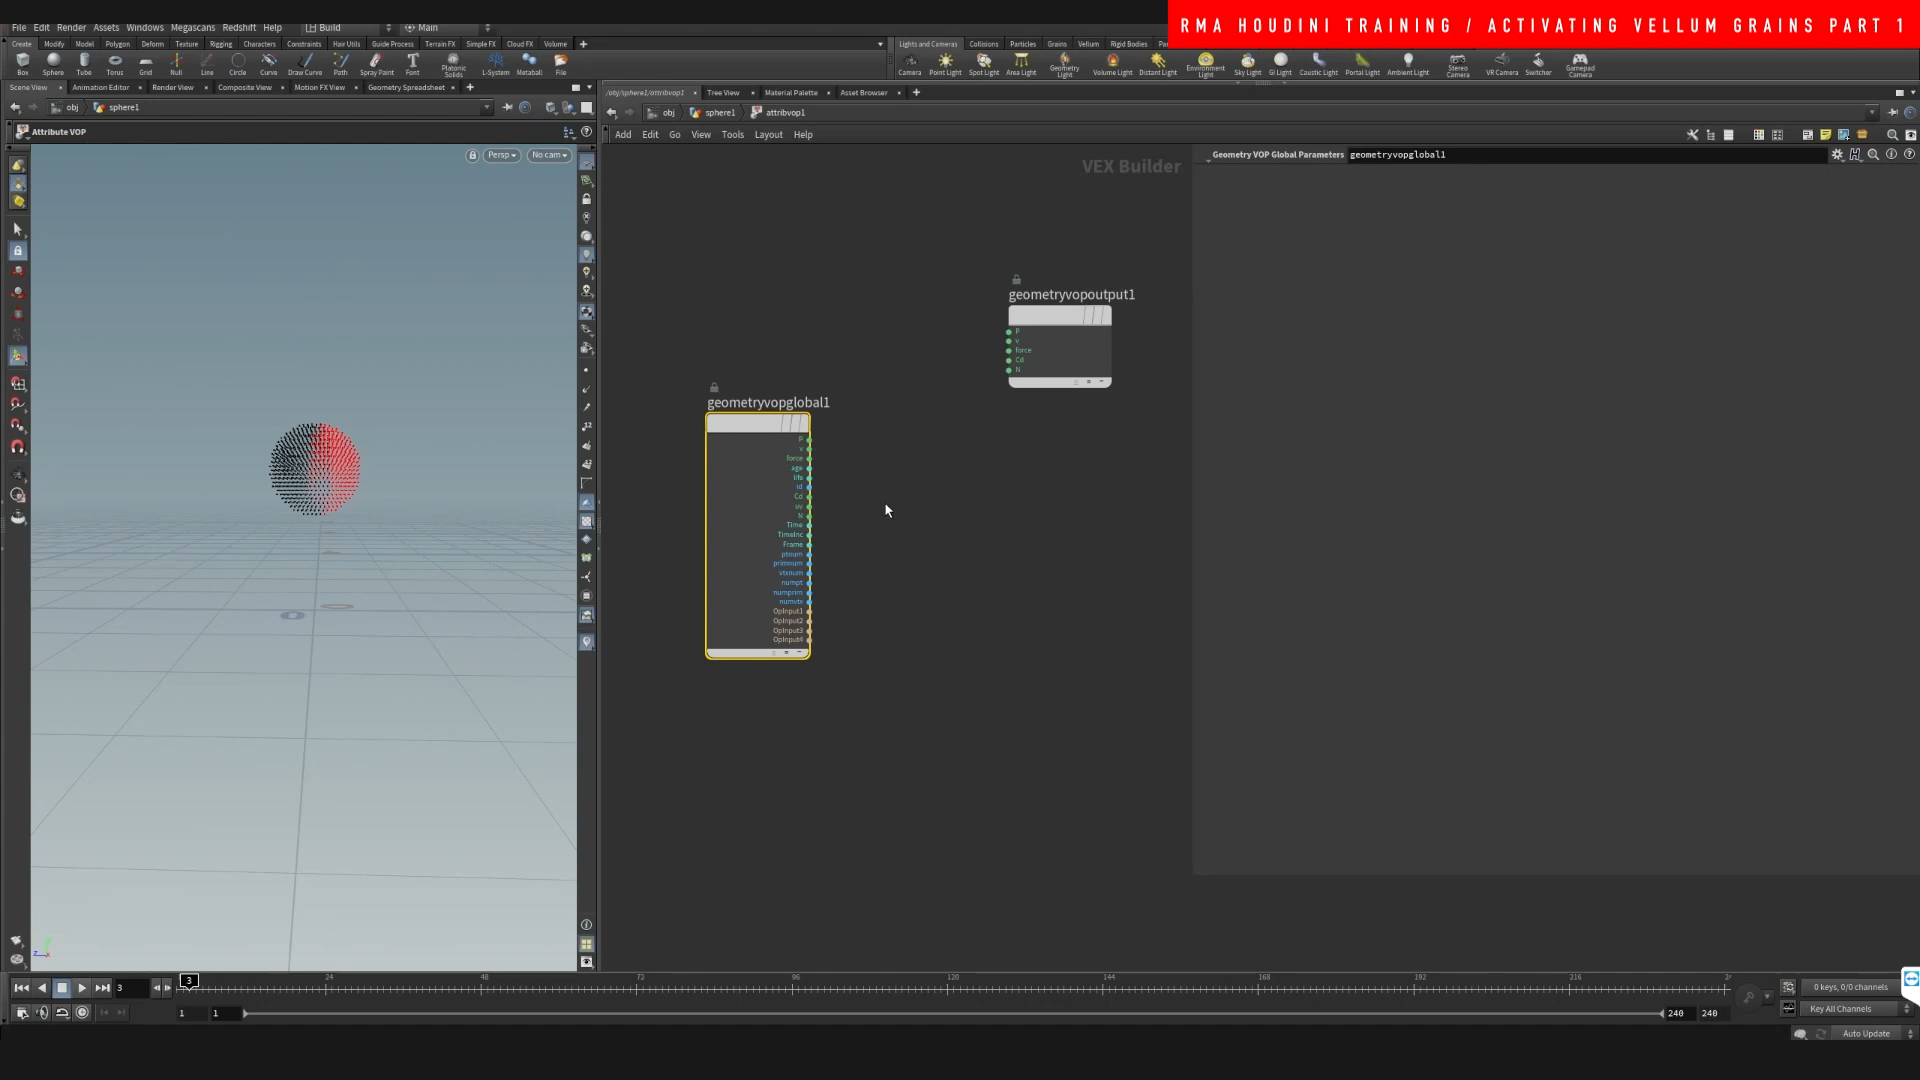 RMA HOUDINI TRAINING / ACTIVATING VELLUM GRAINS PART 1
File Edit Render Assets Windows Megascans Redshift Help Build Main
Create Modify Model Polygon Deform Texture Rigging Characters Constraints Hair Utils Guide Process Terrain FX Simple FX Cloud FX Volume
Lights and Cameras Collisions Particles Grains Vellum Rigid Bodies
Box Sphere Tube Torus Grid Null Line Circle Curve Draw Curve Path Spray Paint Font Platonic Solids L-System Metaball File
Camera Point Light Spot Light Area Light Geometry Light Volume Light Distant Light Environment Light Sky Light GI Light Caustic Light Portal Light Ambient Light Stereo Camera VR Camera Switcher Gamepad Camera
Scene View Animation Editor Render View Composite View Motion FX View Geometry Spreadsheet
/obj/sphere1/attribvop1 Tree View Material Palette Asset Browser
obj sphere1
obj sphere1 attribvop1
Attribute VOP
Add Edit Go View Tools Layout Help
Persp No cam
VEX Builder
Geometry VOP Global Parameters geometryvopglobal1
geometryvopoutput1
P
v
force
Cd
N
geometryvopglobal1
P
v
force
age
life
id
Cd
uv
N
Time
TimeInc
Frame
ptnum
primnum
vtxnum
numpt
numprim
numvtx
OpInput1
OpInput2
OpInput3
OpInput4
3
3
24 48 72 96 120 144 168 192 216
0 keys, 0/0 channels
1 1 240 240
Key All Channels
Auto Update